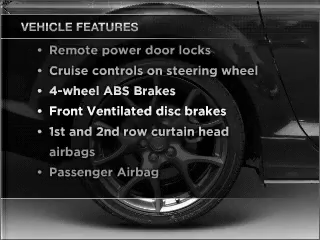 VEHICLE FEATURES
• Remote power door locks
• Cruise controls on steering wheel
• 4-wheel ABS Brakes
• Front Ventilated disc brakes
• 1st and 2nd row curtain head
airbags
• Passenger Airbag